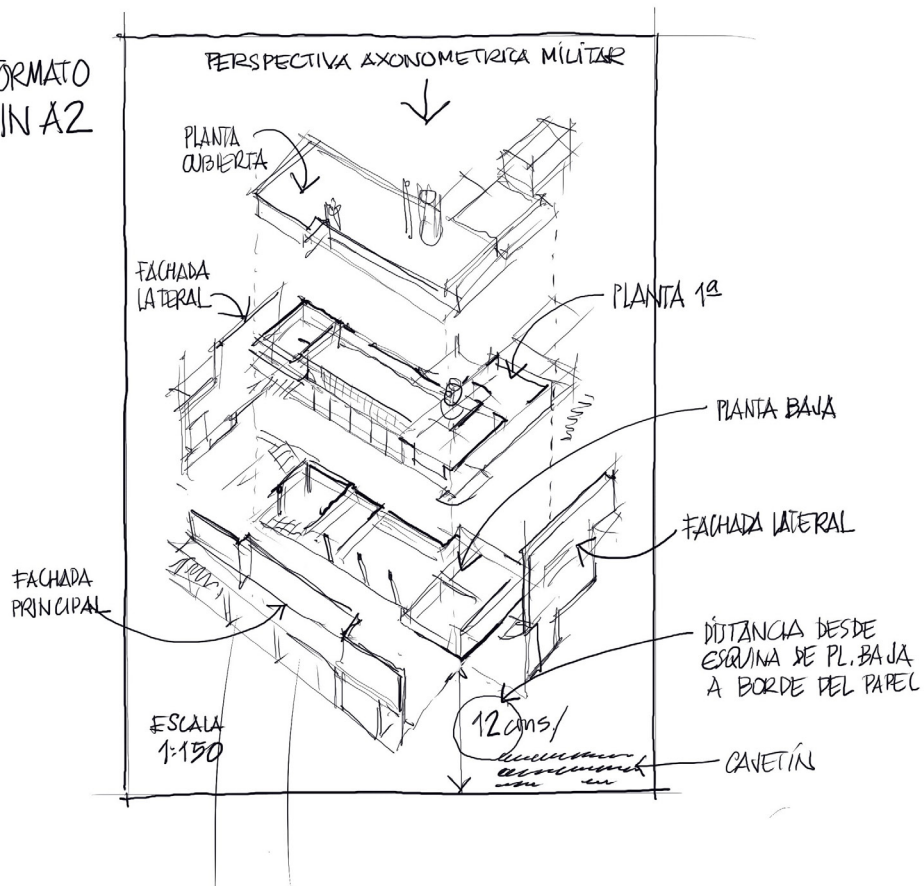 FORMATO
DIN A2
PERSPECTIVA AXONOMETRICA MILITAR
PLANTA
CUBIERTA
FACHADA
LATERAL
PLANTA 1ª
PLANTA BAJA
FACHADA LATERAL
FACHADA
PRINCIPAL
DISTANCIA DESDE
ESQUINA DE PL. BAJA
A BORDE DEL PAPEL
ESCALA
1:150
12 cms/
CAJETÍN